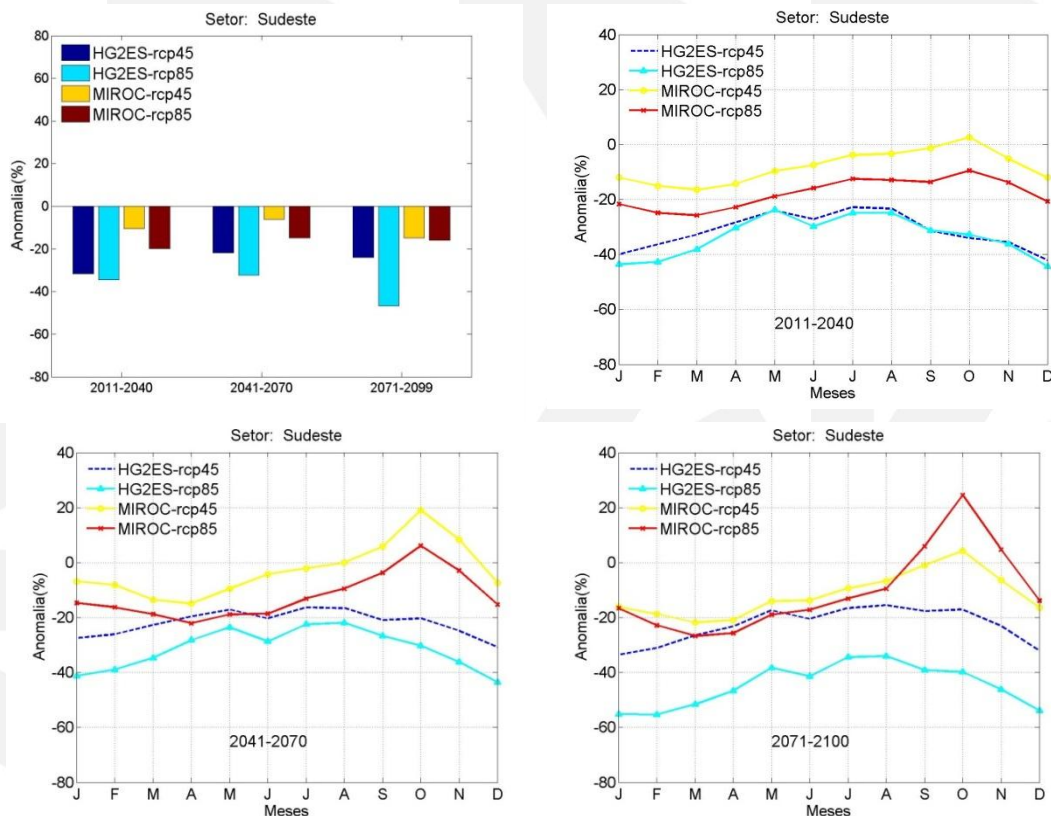 Setor: Sudeste
80
60
40
20
0
-20
-40
-60
-80
Anomalia(%)
HG2ES-rcp45
HG2ES-rcp85
MIROC-rcp45
MIROC-rcp85
2011-2040 2041-2070 2071-2099
Setor: Sudeste
40
20
0
-20
-40
-60
-80
Anomalia(%)
HG2ES-rcp45
HG2ES-rcp85
MIROC-rcp45
MIROC-rcp85
2011-2040
J F M A M J J A S O N D
Meses
Setor: Sudeste
40
20
0
-20
-40
-60
-80
Anomalia(%)
HG2ES-rcp45
HG2ES-rcp85
MIROC-rcp45
MIROC-rcp85
2041-2070
J F M A M J J A S O N D
Meses
Setor: Sudeste
40
20
0
-20
-40
-60
-80
Anomalia(%)
HG2ES-rcp45
HG2ES-rcp85
MIROC-rcp45
MIROC-rcp85
2071-2100
J F M A M J J A S O N D
Meses